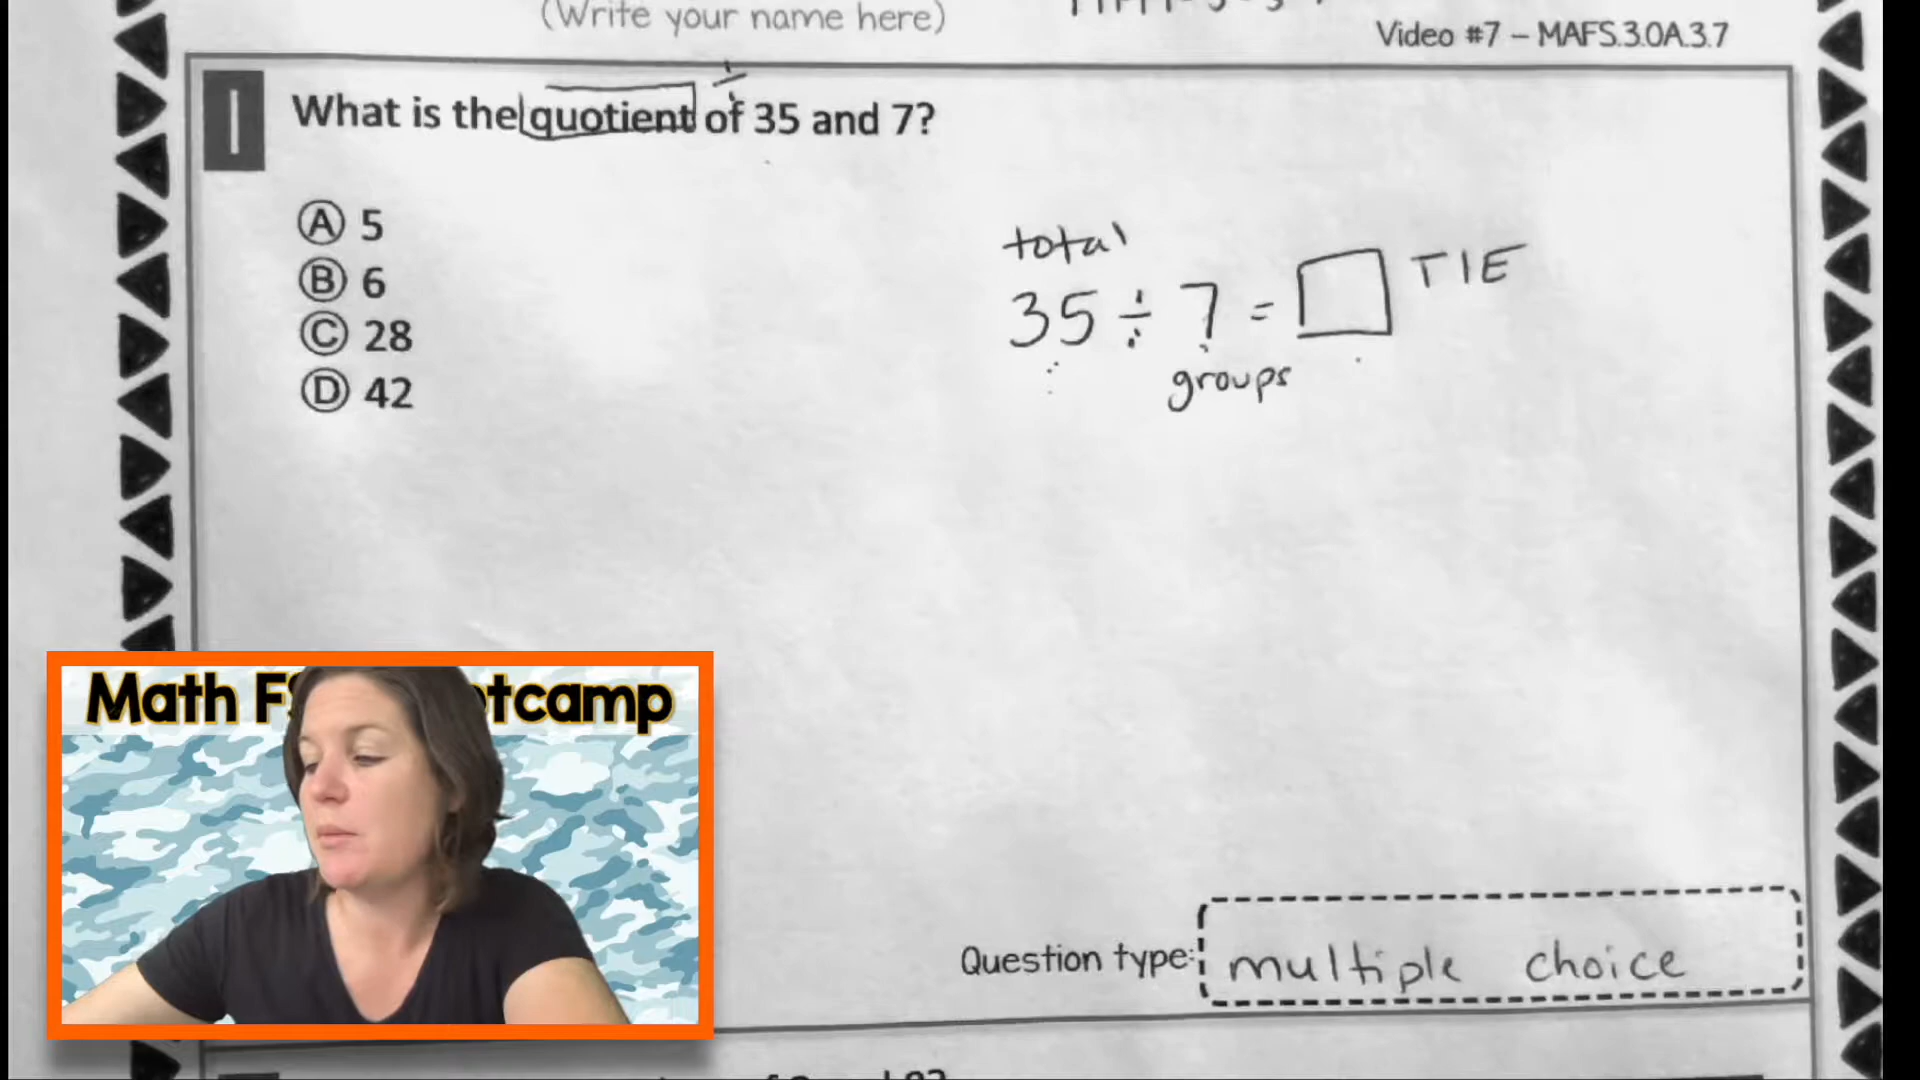 (Write your name here)
Video #7 – MAFS.3.OA.3.7
1 What is the quotient of 35 and 7?
÷
Ⓐ 5
Ⓑ 6
Ⓒ 28
Ⓓ 42
total
35 ÷ 7 = □ TIE
groups
Math F tcamp
Question type: multiple choice